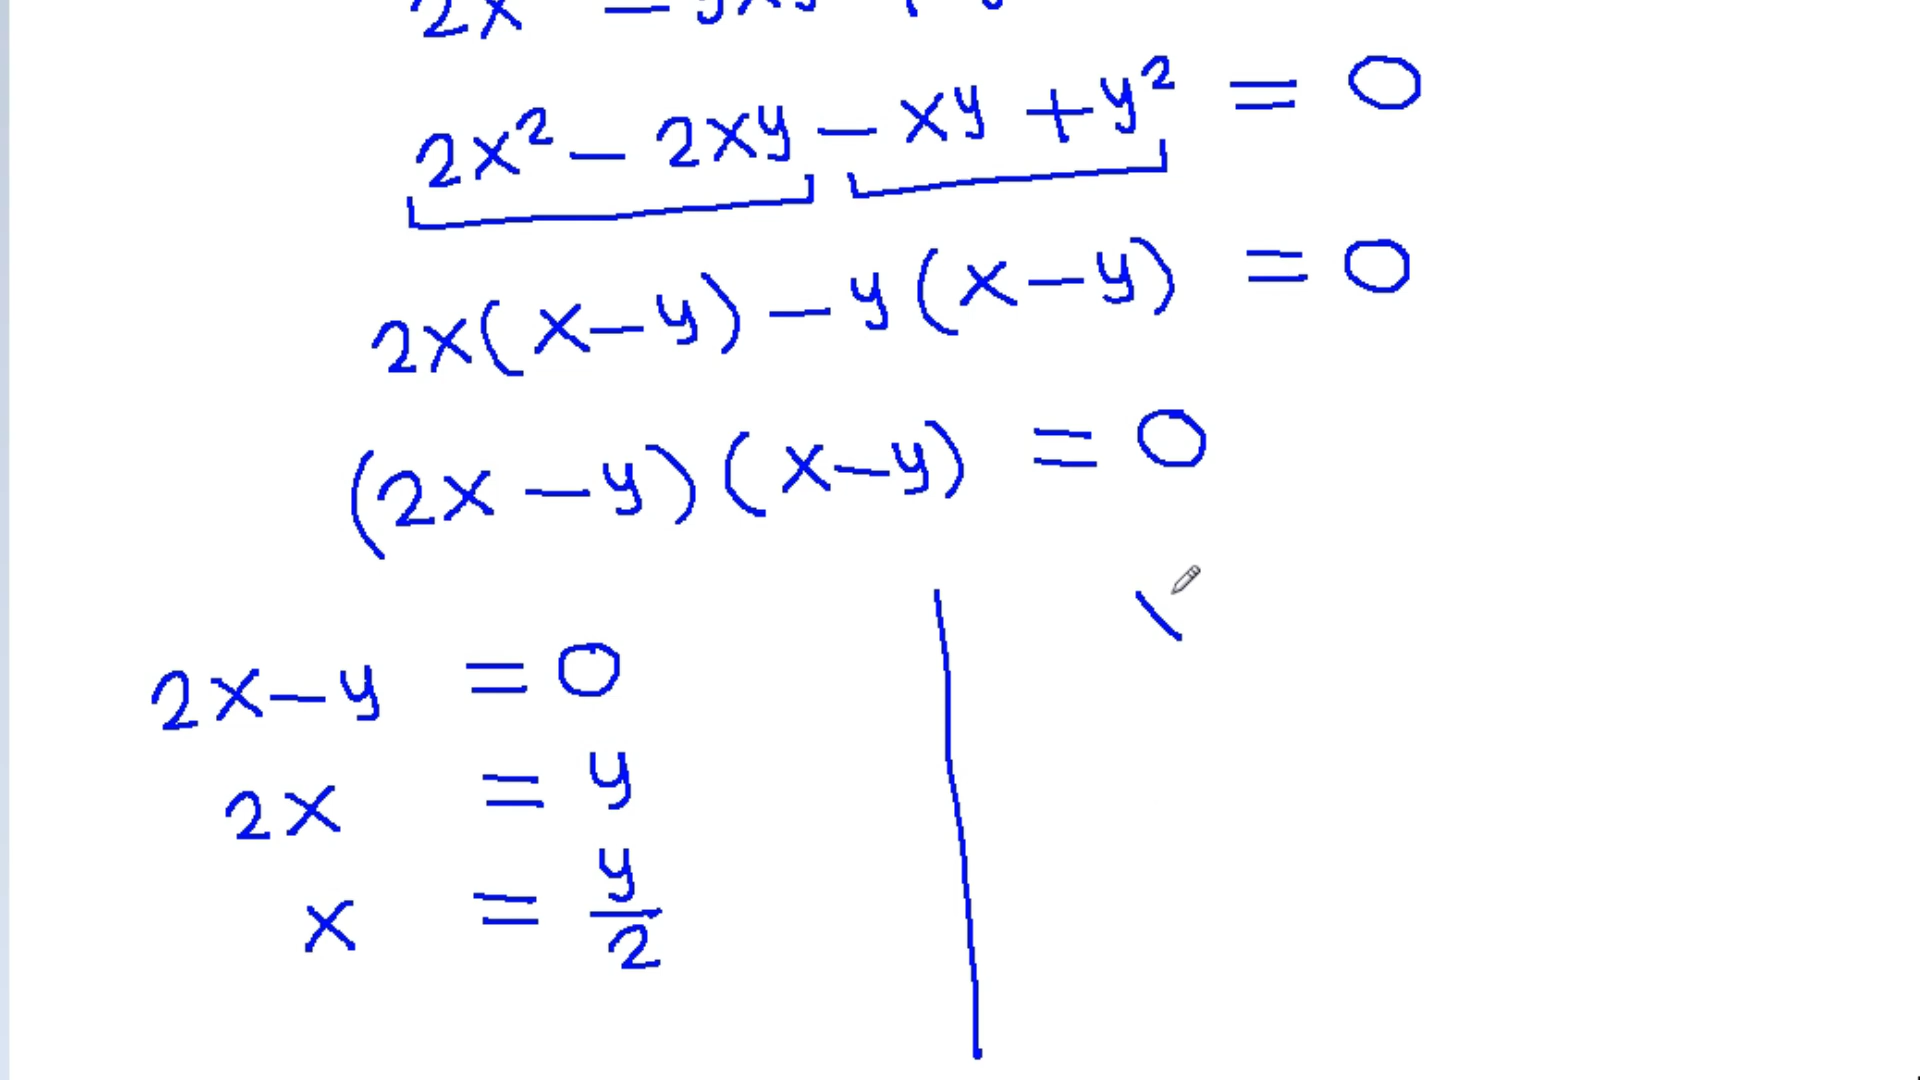 2x² - 2xy - xy + y² = 0
2x(x-y) - y(x-y) = 0
(2x-y)(x-y) = 0
2x-y = 0
2x = y
x = y/2